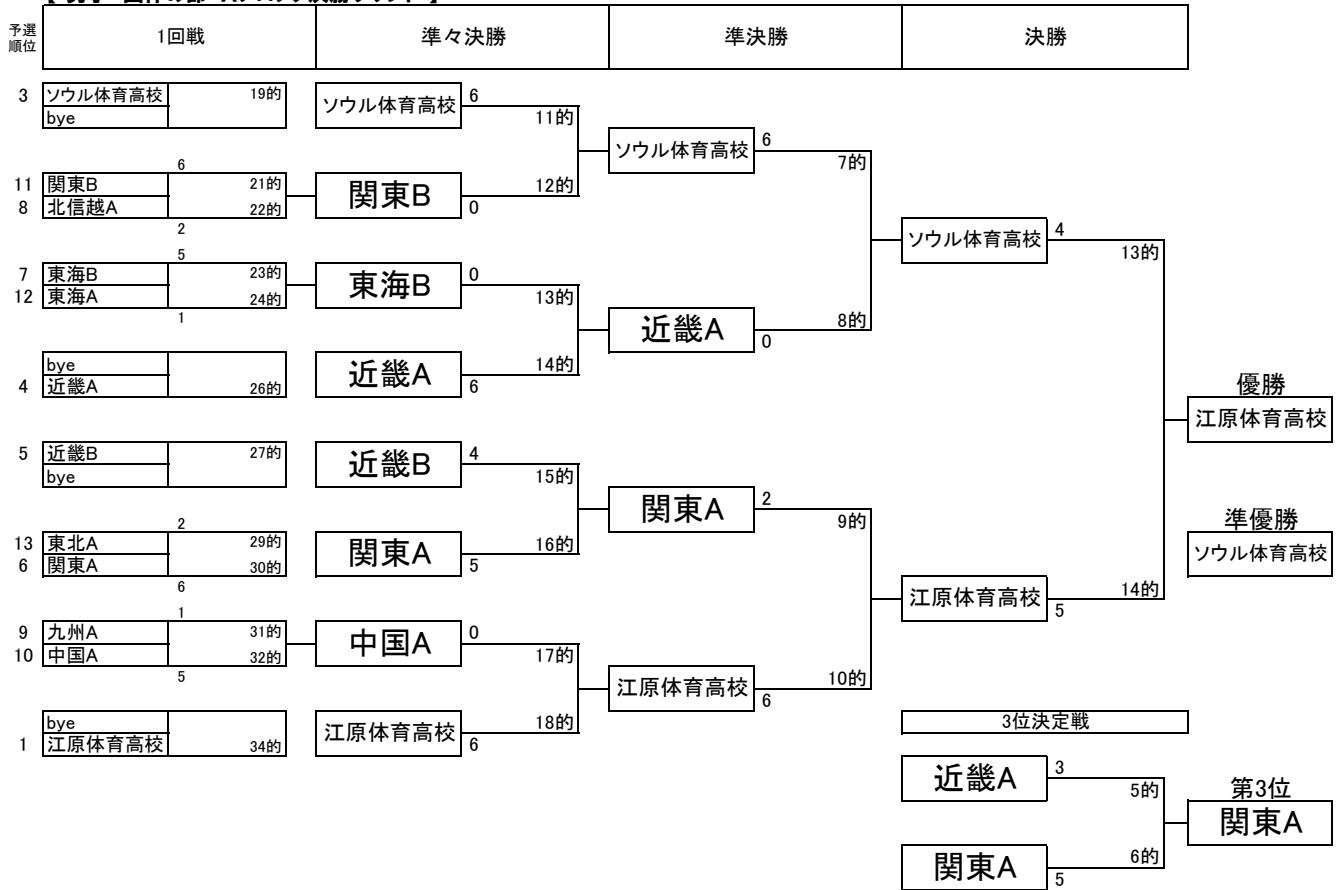 予選
順位
1回戦 準々決勝 準決勝 決勝
3 ソウル体育高校 19的
bye
ソウル体育高校 6
11的
ソウル体育高校 6
7的
6
11 関東B 21的
8 北信越A 22的
2
関東B 0
12的
ソウル体育高校 4
13的
5
7 東海B 23的
12 東海A 24的
1
東海B 0
13的
近畿A 0
8的
bye
4 近畿A 26的
近畿A 6
14的
優勝
江原体育高校
5 近畿B 27的
bye
近畿B 4
15的
関東A 2
9的
準優勝
ソウル体育高校
2
13 東北A 29的
6 関東A 30的
6
関東A 5
16的
江原体育高校 5
14的
1
9 九州A 31的
10 中国A 32的
5
中国A 0
17的
江原体育高校 6
10的
bye
1 江原体育高校 34的
江原体育高校 6
18的
3位決定戦
近畿A 3
5的
第3位
関東A
関東A 5
6的